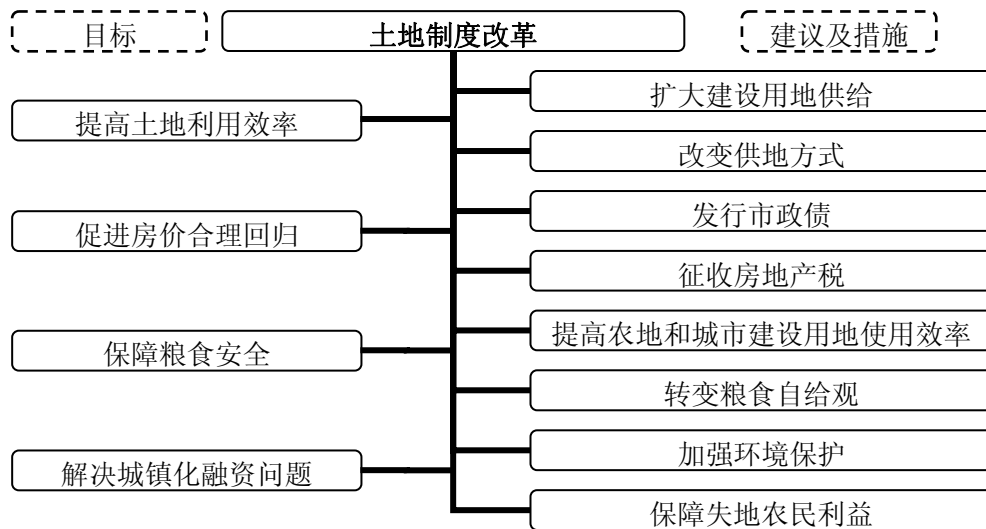 目标
土地制度改革
建议及措施
提高土地利用效率
促进房价合理回归
保障粮食安全
解决城镇化融资问题
扩大建设用地供给
改变供地方式
发行市政债
征收房地产税
提高农地和城市建设用地使用效率
转变粮食自给观
加强环境保护
保障失地农民利益